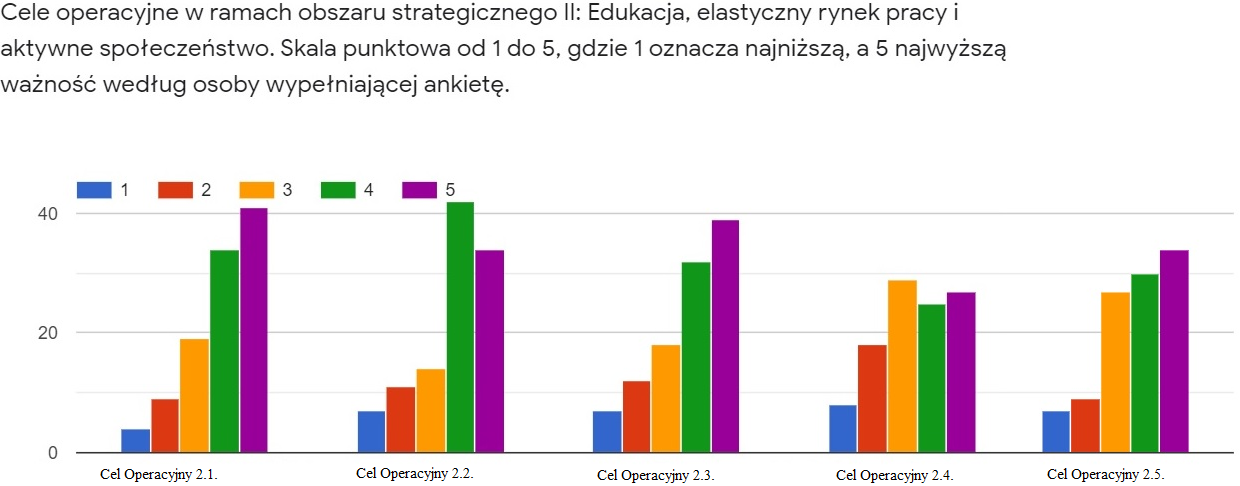 Cele operacyjne w ramach obszaru strategicznego II: Edukacja, elastyczny rynek pracy i
aktywne społeczeństwo. Skala punktowa od 1 do 5, gdzie 1 oznacza najniższą, a 5 najwyższą
ważność według osoby wypełniającej ankietę.
1 2 3 4 5
40
20
0
Cel Operacyjny 2.1. Cel Operacyjny 2.2. Cel Operacyjny 2.3. Cel Operacyjny 2.4. Cel Operacyjny 2.5.